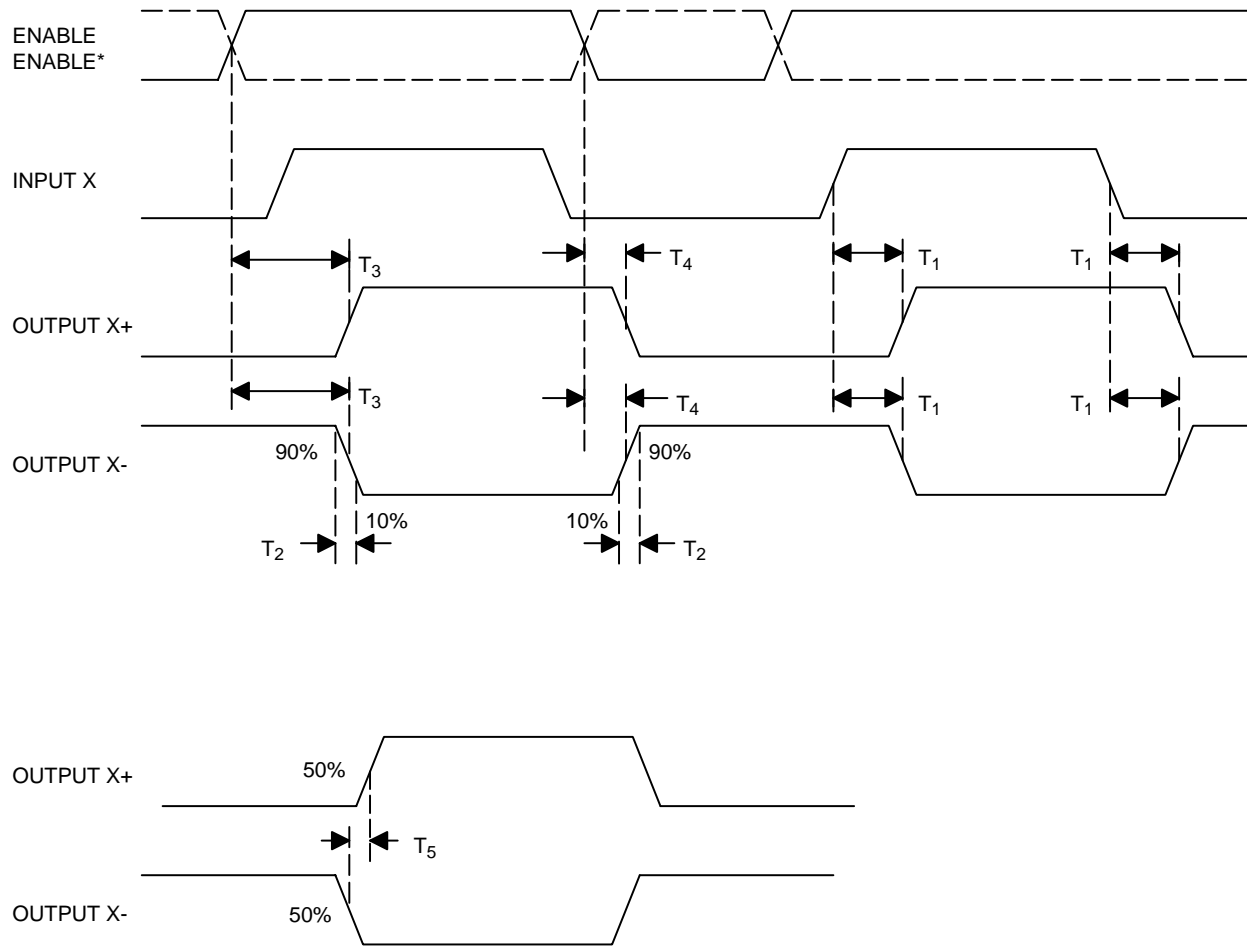 ENABLE
ENABLE*
INPUT X
T3
T4
T1
T1
OUTPUT X+
T3
T4
T1
T1
OUTPUT X-
90%
90%
10%
10%
T2
T2
OUTPUT X+
50%
T5
OUTPUT X-
50%